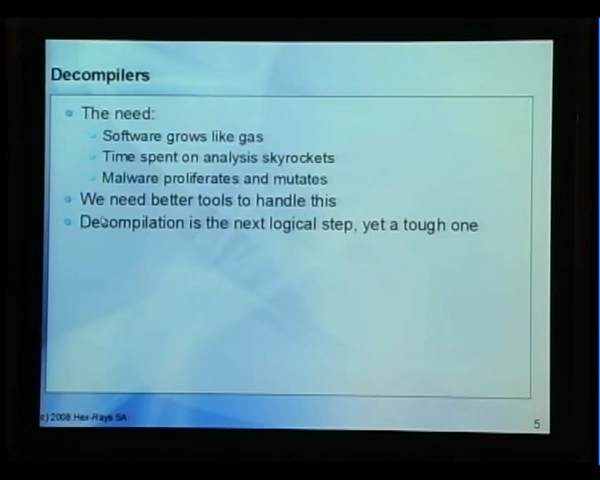 Decompilers
The need:
Software grows like gas
Time spent on analysis skyrockets
Malware proliferates and mutates
We need better tools to handle this
Decompilation is the next logical step, yet a tough one
c) 2008 Hex-Rays SA
5